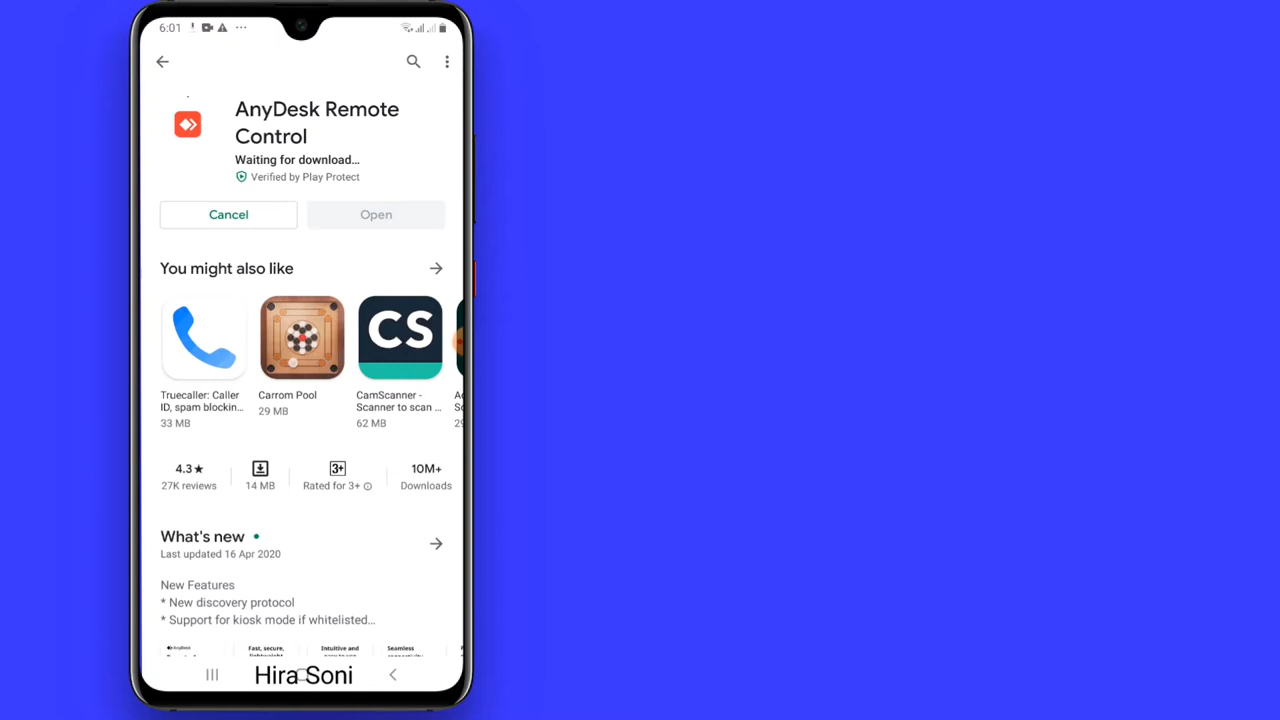 6:01
AnyDesk Remote
Control
Waiting for download...
Verified by Play Protect
Cancel
Open
You might also like
CS
Truecaller: Caller
ID, spam blockin...
33 MB
Carrom Pool
29 MB
CamScanner -
Scanner to scan ...
62 MB
4.3★
27K reviews
14 MB
3+
Rated for 3+
10M+
Downloads
What's new
Last updated 16 Apr 2020
New Features
* New discovery protocol
* Support for kiosk mode if whitelisted...
AnyDesk
Fast, secure,
Intuitive and
Seamless
Hira Soni